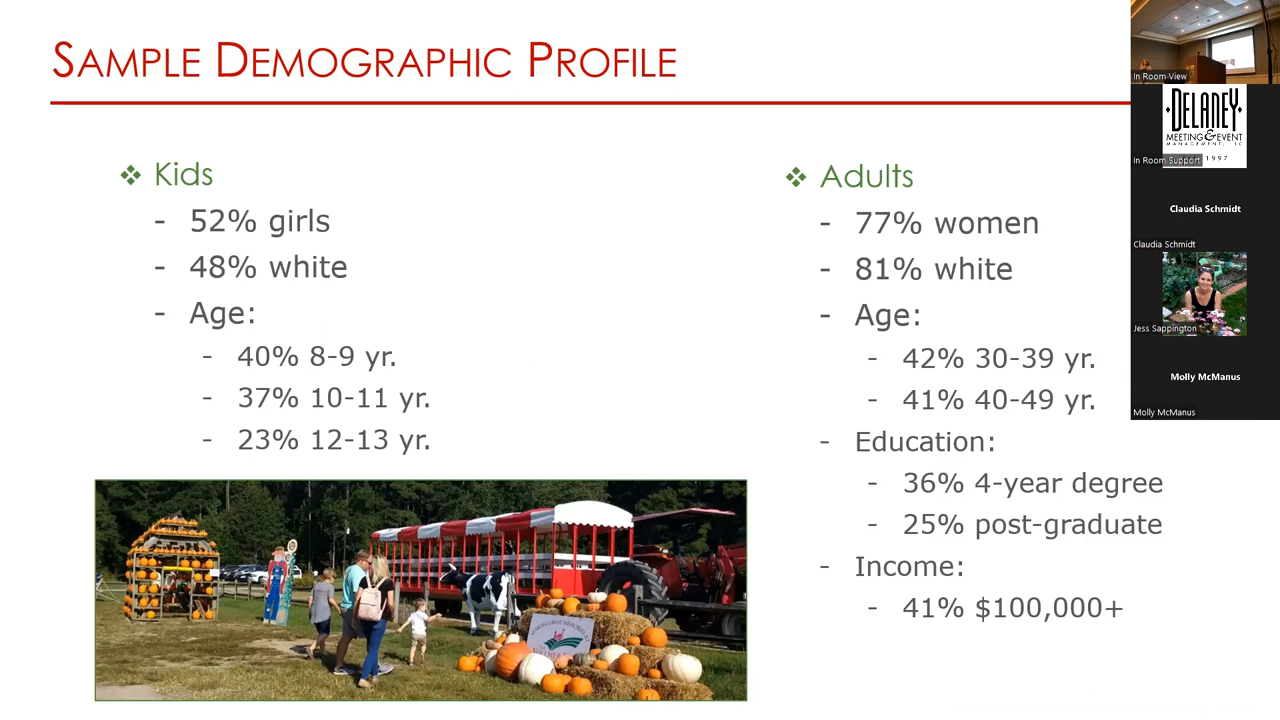 SAMPLE DEMOGRAPHIC PROFILE
❖ Kids
- 52% girls
- 48% white
- Age:
- 40% 8-9 yr.
- 37% 10-11 yr.
- 23% 12-13 yr.
❖ Adults
- 77% women
- 81% white
- Age:
- 42% 30-39 yr.
- 41% 40-49 yr.
- Education:
- 36% 4-year degree
- 25% post-graduate
- Income:
- 41% $100,000+
In Room View
DELANEY
MEETING & EVENT
MANAGEMENT, LLC
1997
In Room Support
Claudia Schmidt
Claudia Schmidt
Jess Sappington
Molly McManus
Molly McManus